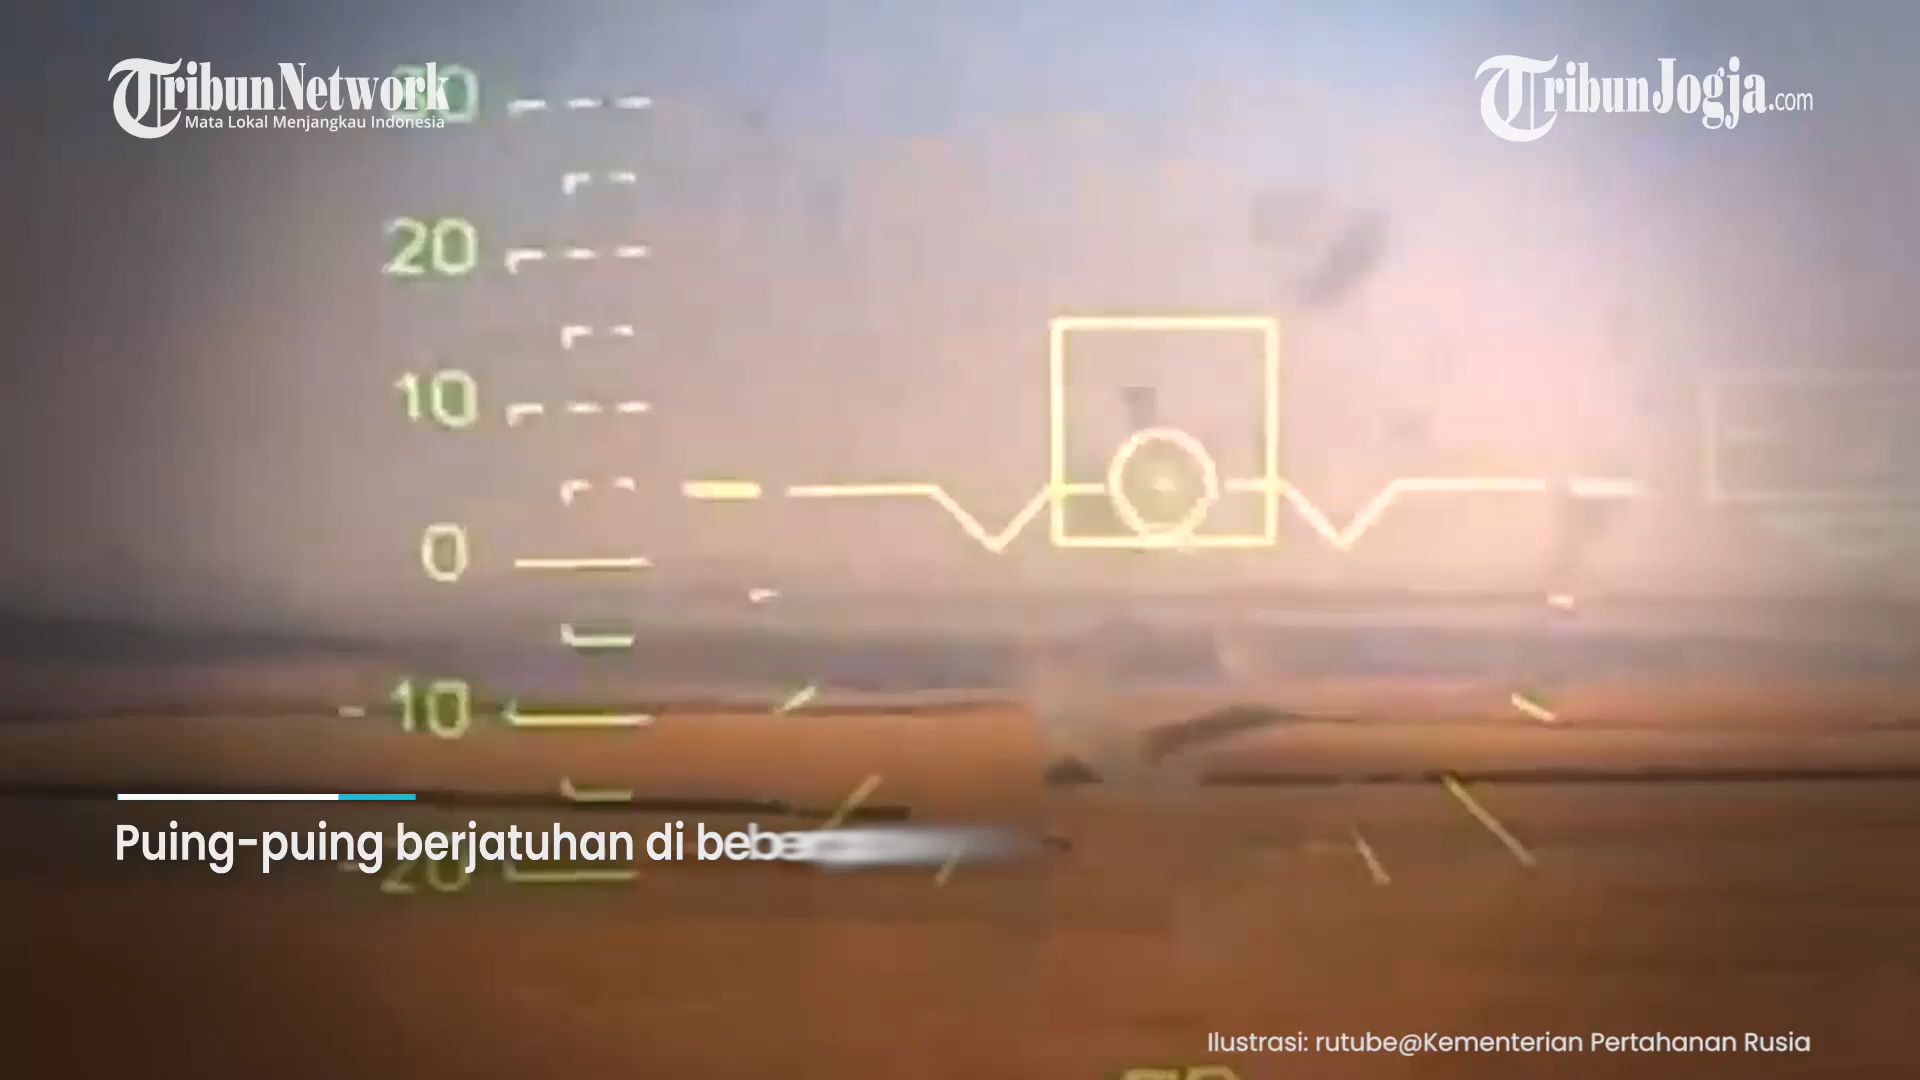 TribunNetwork
Mata Lokal Menjangkau Indonesia
TribunJogja.com
20
10
0
-10
-20
Puing-puing berjatuhan di
Ilustrasi: rutube@Kementerian Pertahanan Rusia